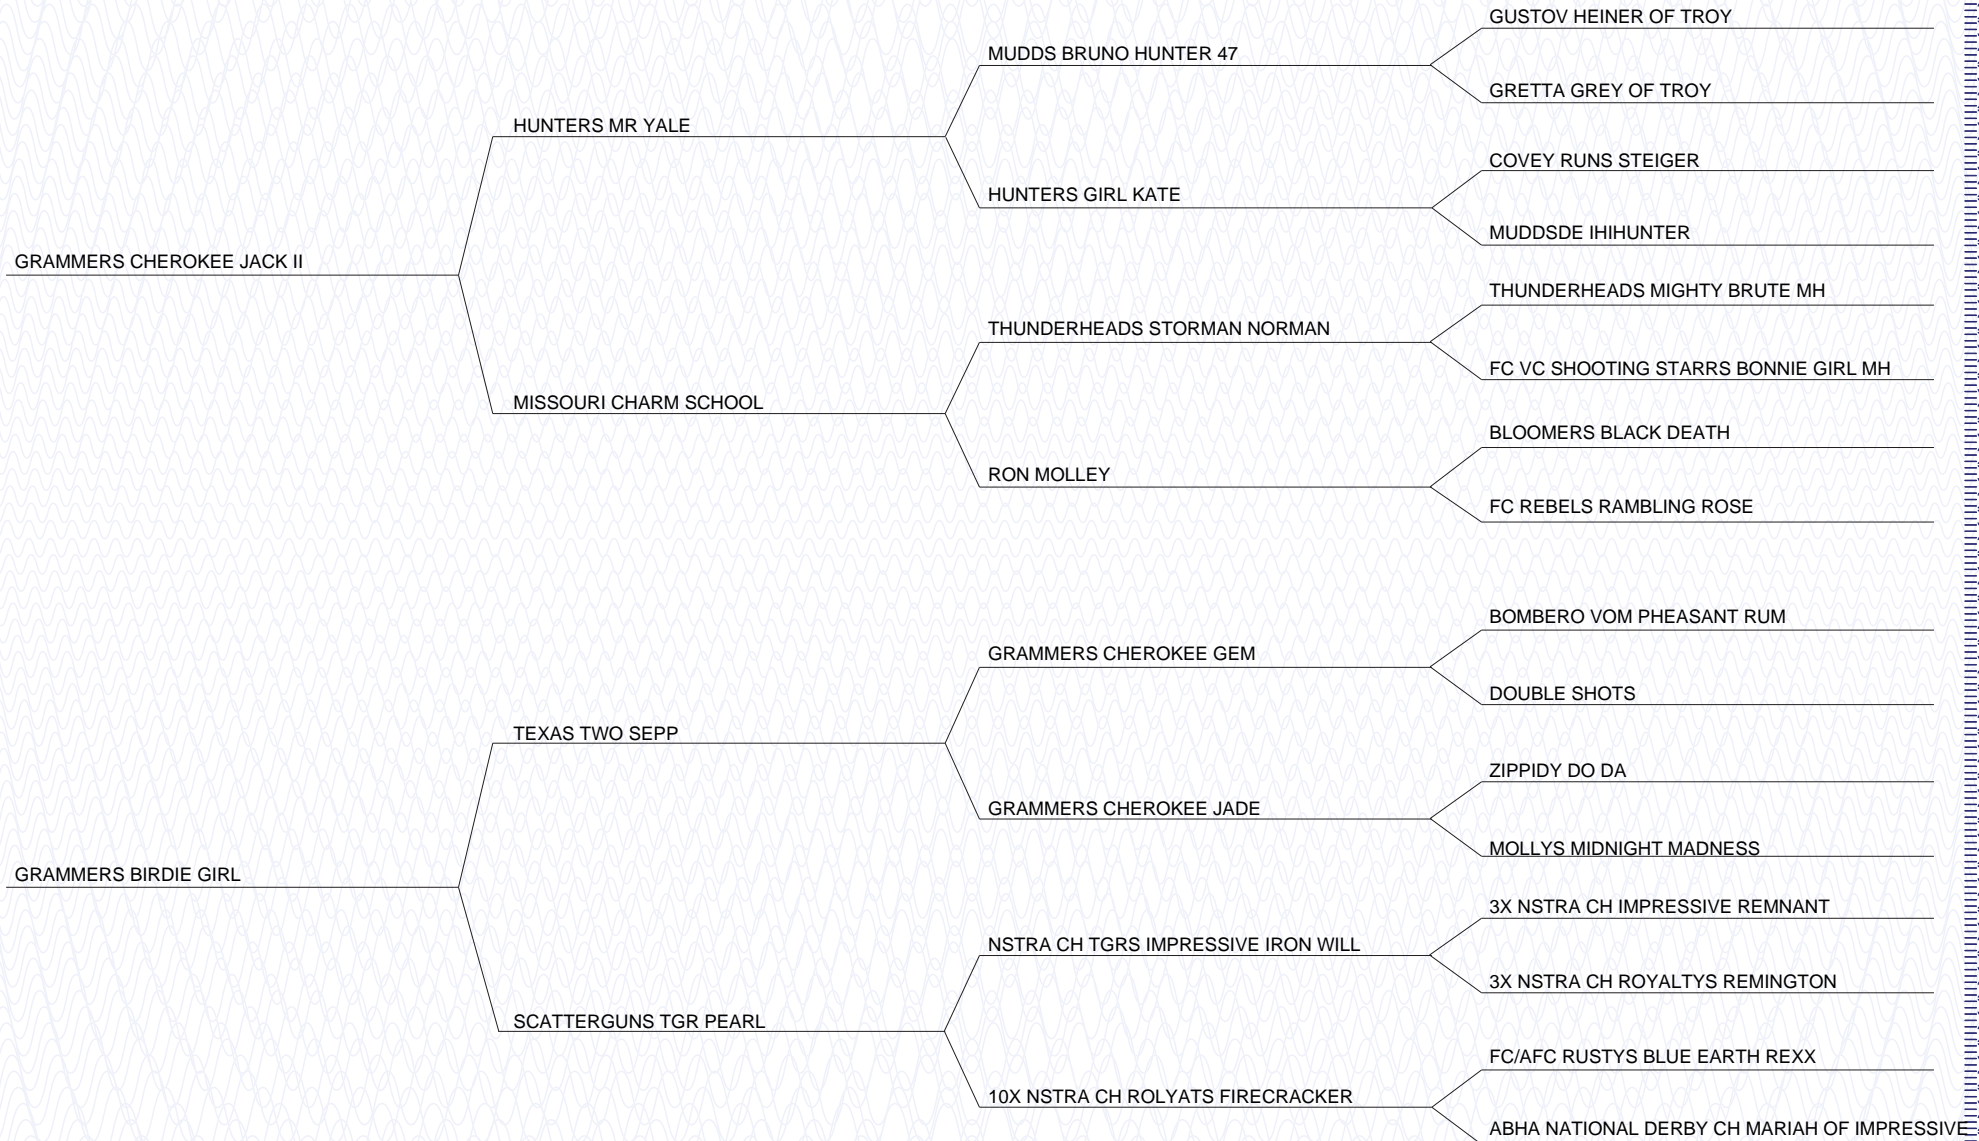 GUSTOV HEINER OF TROY
MUDDS BRUNO HUNTER 47
GRETTA GREY OF TROY
HUNTERS MR YALE
COVEY RUNS STEIGER
HUNTERS GIRL KATE
MUDDSDE IHIHUNTER
GRAMMERS CHEROKEE JACK II
THUNDERHEADS MIGHTY BRUTE MH
THUNDERHEADS STORMAN NORMAN
FC VC SHOOTING STARRS BONNIE GIRL MH
MISSOURI CHARM SCHOOL
BLOOMERS BLACK DEATH
RON MOLLEY
FC REBELS RAMBLING ROSE
BOMBERO VOM PHEASANT RUM
GRAMMERS CHEROKEE GEM
DOUBLE SHOTS
TEXAS TWO SEPP
ZIPPIDY DO DA
GRAMMERS CHEROKEE JADE
MOLLYS MIDNIGHT MADNESS
GRAMMERS BIRDIE GIRL
3X NSTRA CH IMPRESSIVE REMNANT
NSTRA CH TGRS IMPRESSIVE IRON WILL
3X NSTRA CH ROYALTYS REMINGTON
SCATTERGUNS TGR PEARL
FC/AFC RUSTYS BLUE EARTH REXX
10X NSTRA CH ROLYATS FIRECRACKER
ABHA NATIONAL DERBY CH MARIAH OF IMPRESSIVE